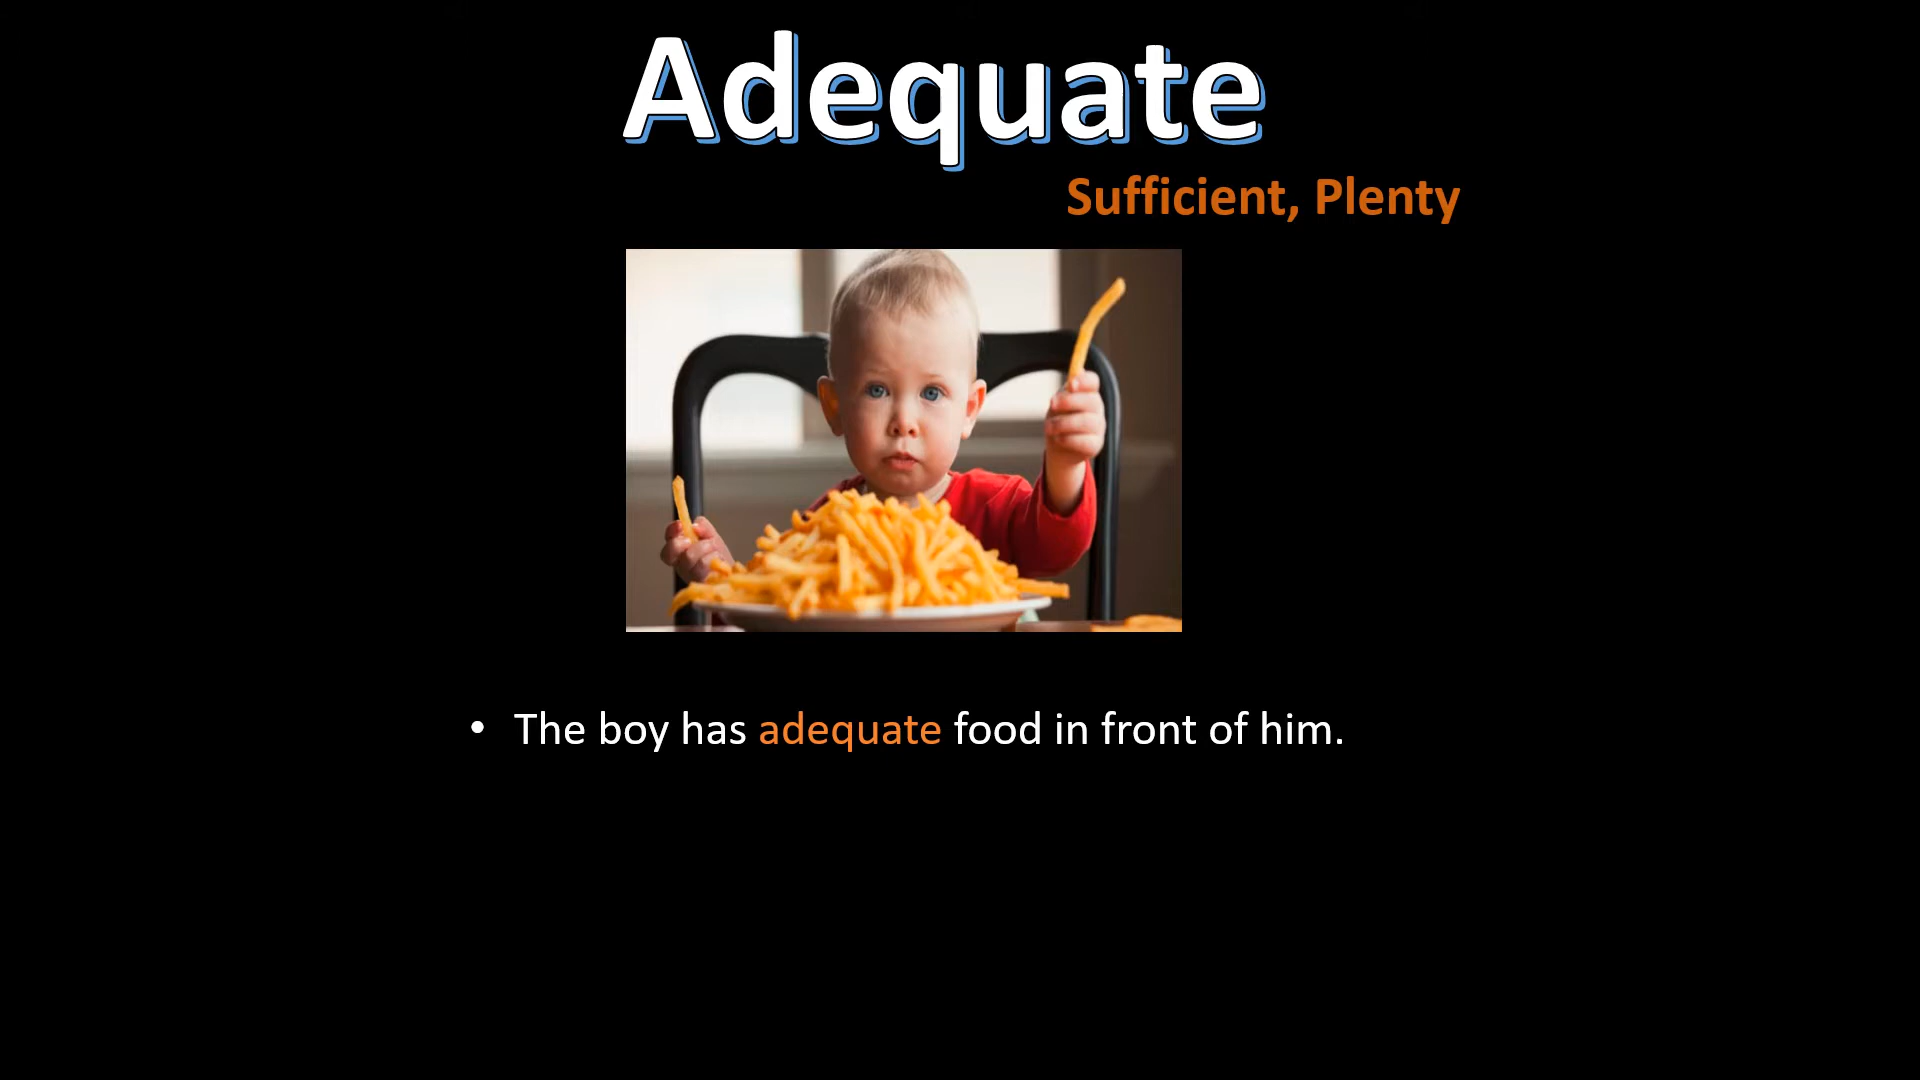 Adequate
Sufficient, Plenty
• The boy has adequate food in front of him.